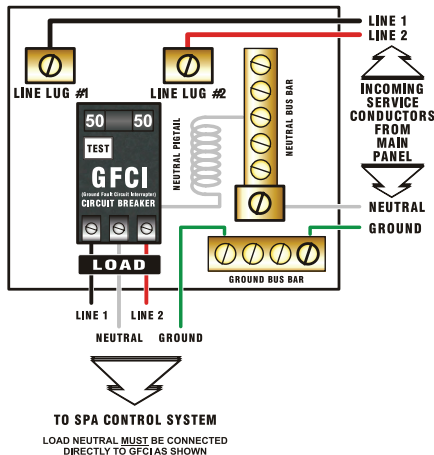 LINE 1
LINE 2
LINE LUG #1
LINE LUG #2
INCOMING
SERVICE
CONDUCTORS
FROM
MAIN
PANEL
50
50
TEST
GFCI
(Ground Fault Circuit Interrupter)
CIRCUIT BREAKER
NEUTRAL PIGTAIL
NEUTRAL BUS BAR
NEUTRAL
GROUND
LOAD
GROUND BUS BAR
LINE 1
LINE 2
NEUTRAL
GROUND
TO SPA CONTROL SYSTEM
LOAD NEUTRAL MUST BE CONNECTED
DIRECTLY TO GFCI AS SHOWN